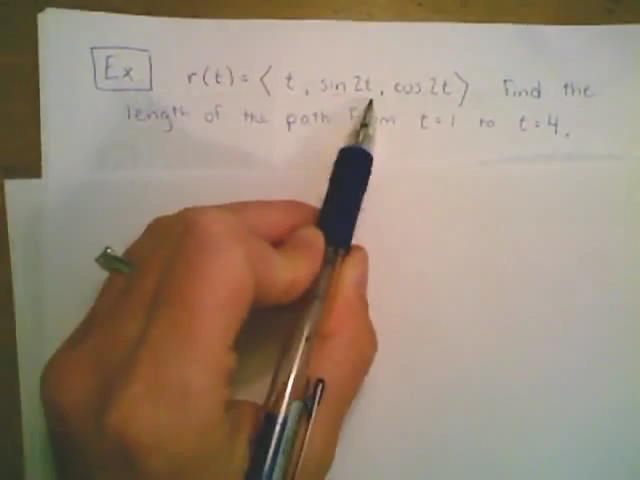 Ex r(t) = ⟨ t, sin 2t, cos 2t ⟩ Find the
length of the path from t=1 to t=4.